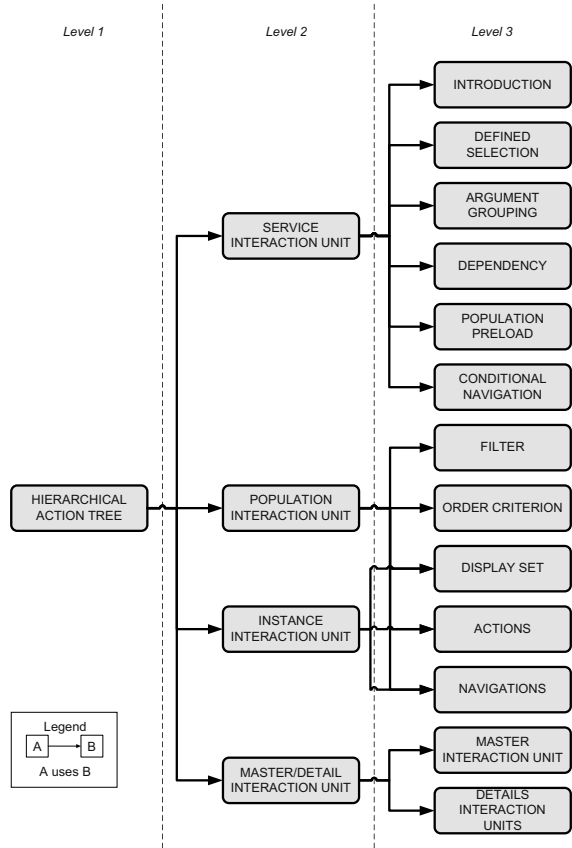 Level 1
Level 2
Level 3
HIERARCHICAL
ACTION TREE
SERVICE
INTERACTION UNIT
POPULATION
INTERACTION UNIT
INSTANCE
INTERACTION UNIT
MASTER/DETAIL
INTERACTION UNIT
INTRODUCTION
DEFINED
SELECTION
ARGUMENT
GROUPING
DEPENDENCY
POPULATION
PRELOAD
CONDITIONAL
NAVIGATION
FILTER
ORDER CRITERION
DISPLAY SET
ACTIONS
NAVIGATIONS
MASTER
INTERACTION UNIT
DETAILS
INTERACTION
UNITS
Legend
A
B
A uses B